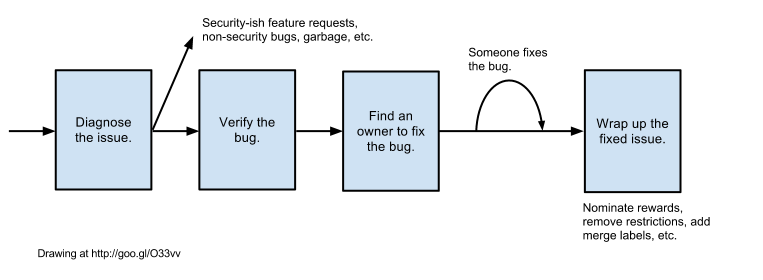 Security-ish feature requests,
non-security bugs, garbage, etc.
Someone fixes
the bug.
Diagnose
the issue.
Verify the
bug.
Find an
owner to fix
the bug.
Wrap up the
fixed issue.
Nominate rewards,
remove restrictions, add
merge labels, etc.
Drawing at http://goo.gl/O33vv